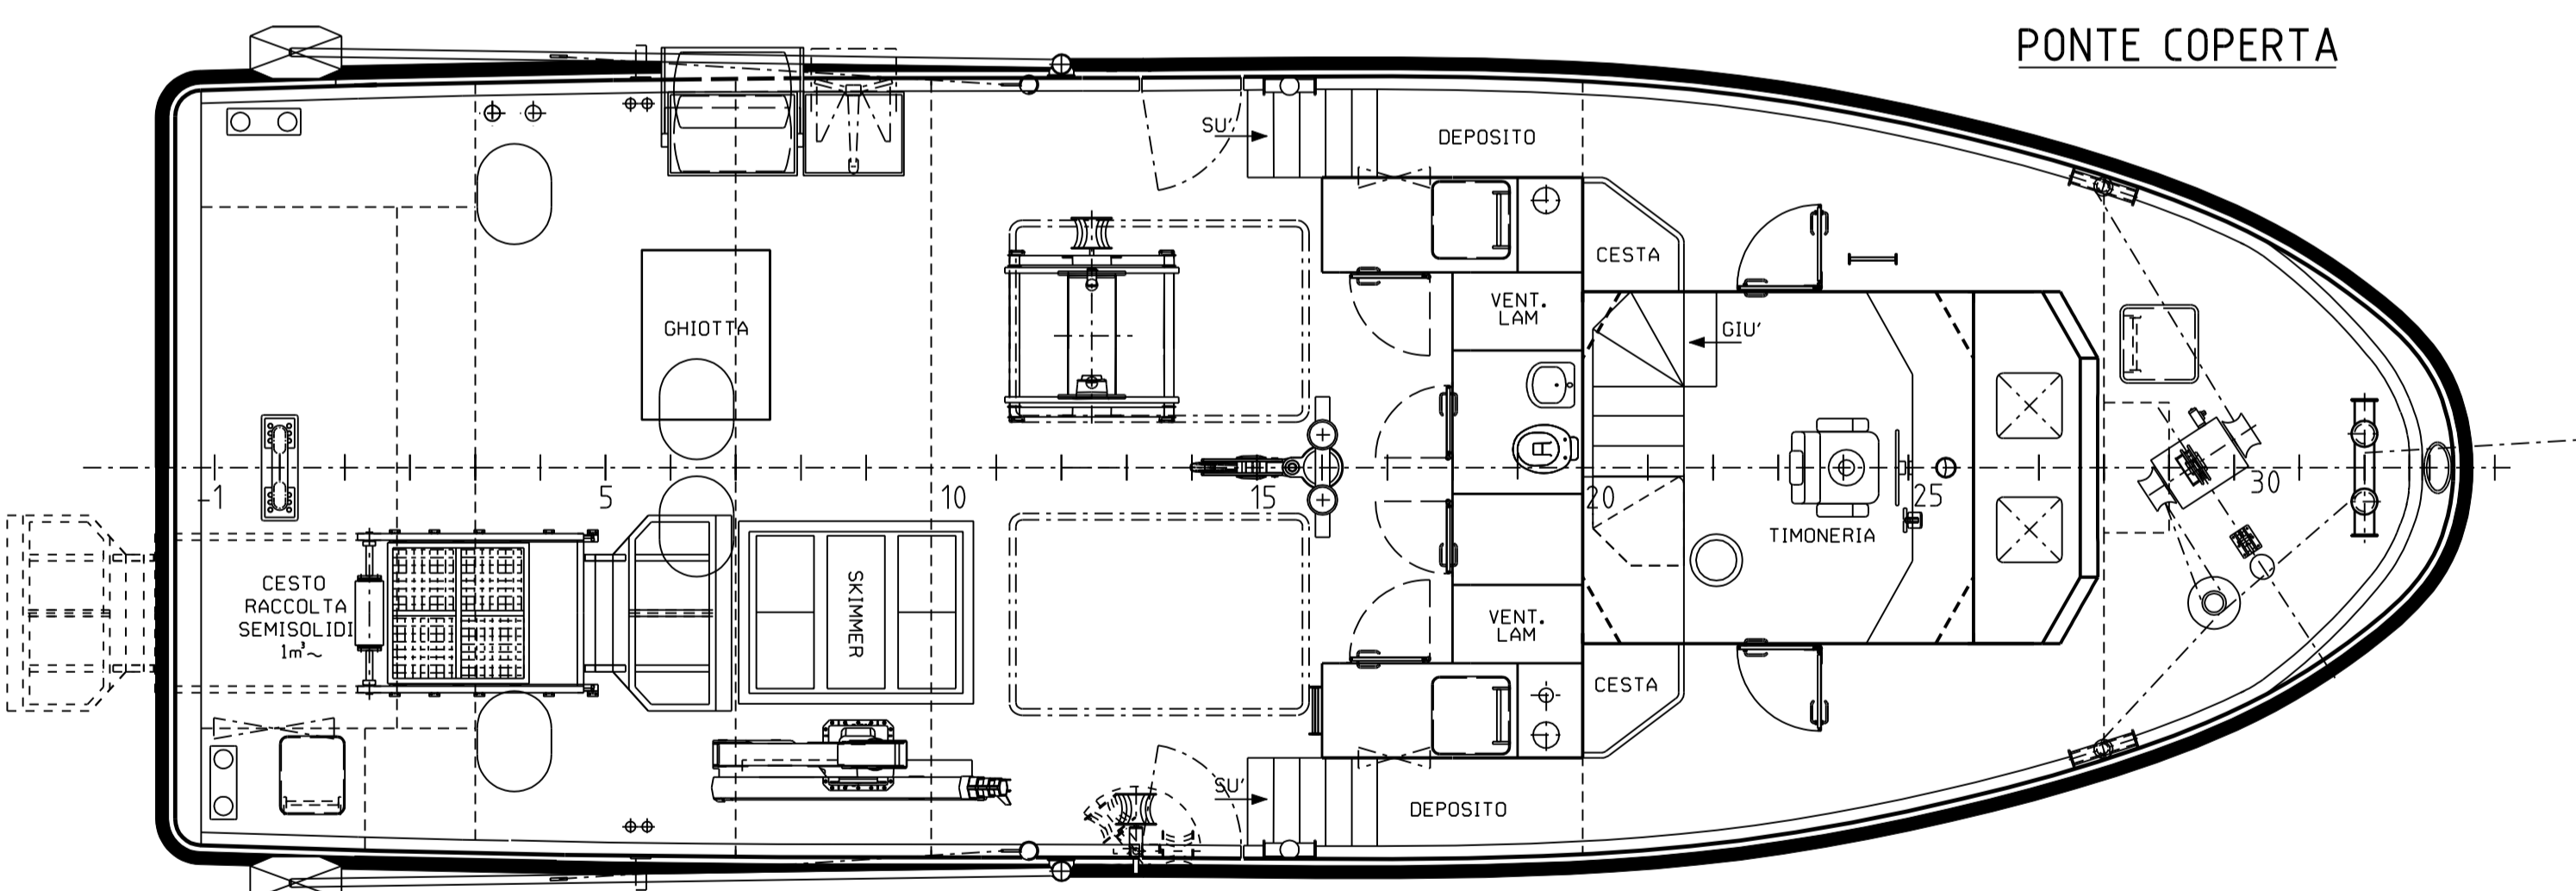 PONTE COPERTA
SU'
DEPOSITO
CESTA
VENT.
LAM
GHIOTTA
GIU'
-1
5
10
15
20
25
30
TIMONERIA
CESTO
RACCOLTA
SEMISOLIDI
1m³~
SKIMMER
VENT.
LAM
CESTA
SU'
DEPOSITO